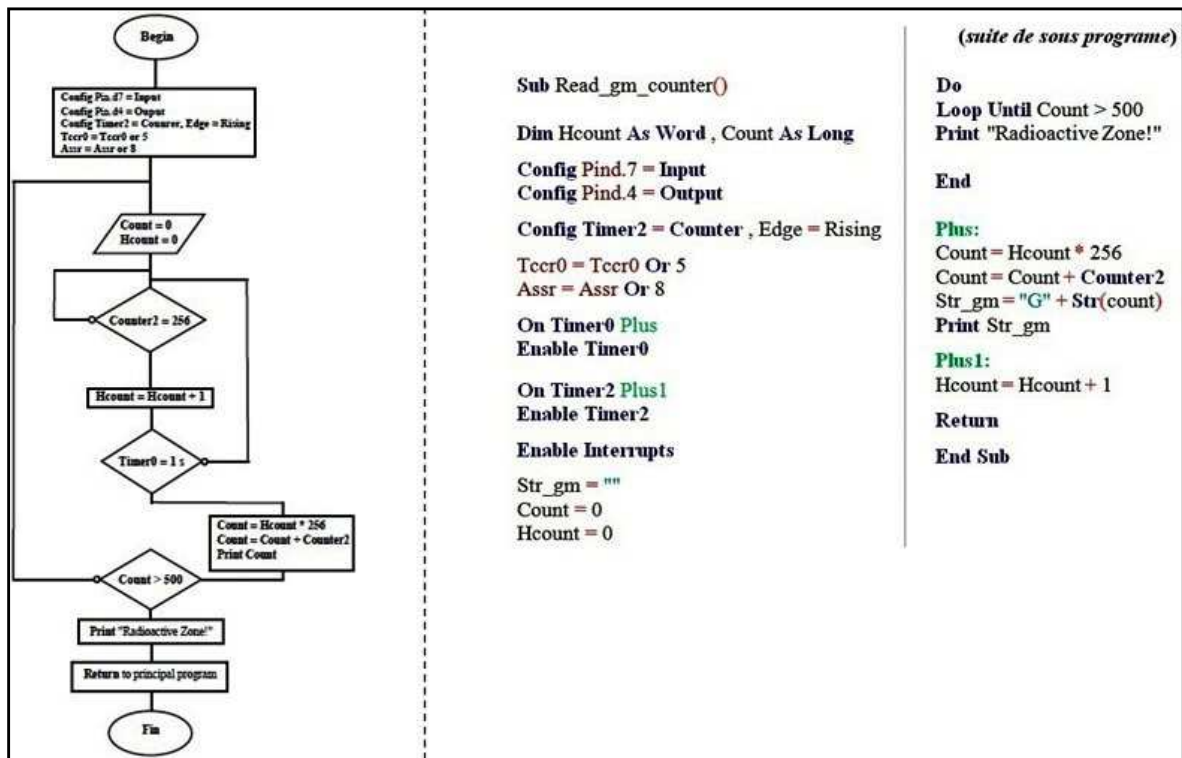 Begin
Config Pin.d7 = Input
Config Pin.d4 = Ouput
Config Timer2 = Counrer, Edge = Rising
Tccr0 = Tccr0 or 5
Assr = Assr or 8
Count = 0
Hcount = 0
Counter2 = 256
Hcount = Hcount + 1
Timer0 = 1 s
Count = Hcount * 256
Count = Count + Counter2
Print Count
Count > 500
Print "Radioactive Zone!"
Return to principal program
Fin
Sub Read_gm_counter()
Dim Hcount As Word , Count As Long
Config Pind.7 = Input
Config Pind.4 = Output
Config Timer2 = Counter , Edge = Rising
Tccr0 = Tccr0 Or 5
Assr = Assr Or 8
On Timer0 Plus
Enable Timer0
On Timer2 Plus1
Enable Timer2
Enable Interrupts
Str_gm = ""
Count = 0
Hcount = 0
(suite de sous programe)
Do
Loop Until Count > 500
Print "Radioactive Zone!"
End
Plus:
Count = Hcount * 256
Count = Count + Counter2
Str_gm = "G" + Str(count)
Print Str_gm
Plus1:
Hcount = Hcount + 1
Return
End Sub